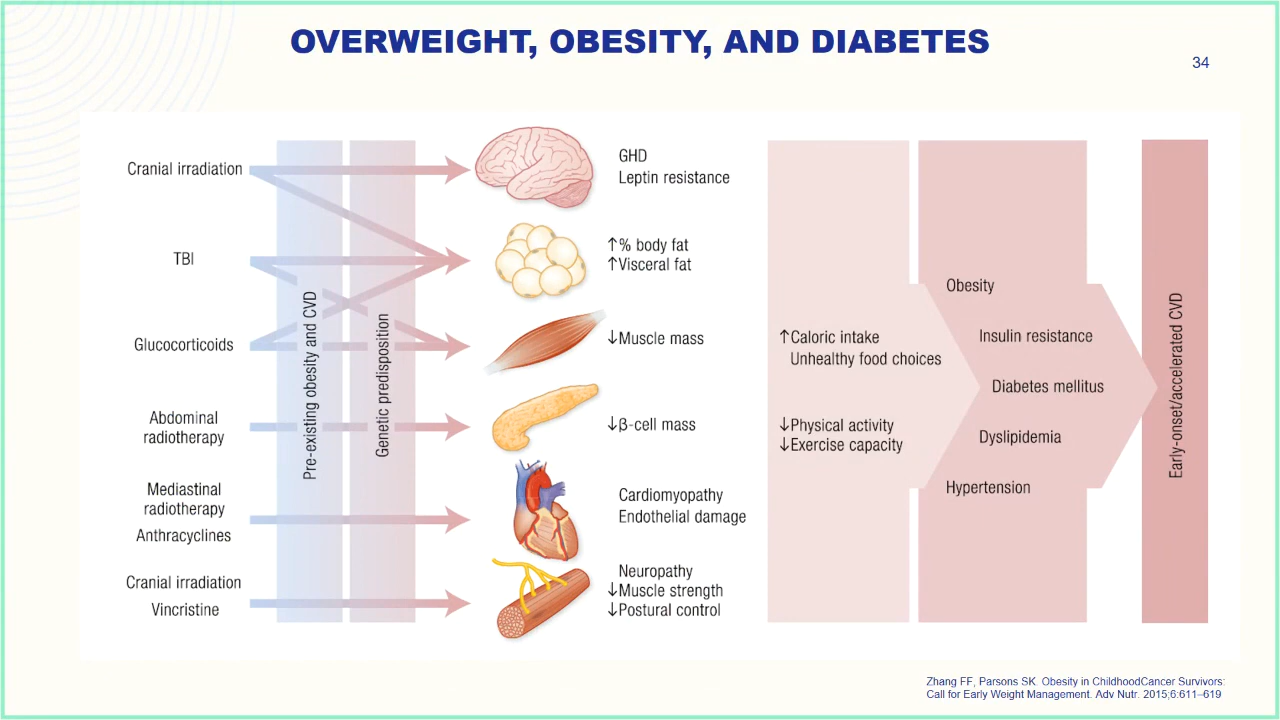 OVERWEIGHT, OBESITY, AND DIABETES
34
Cranial irradiation
TBI
Glucocorticoids
Abdominal
radiotherapy
Mediastinal
radiotherapy
Anthracyclines
Cranial irradiation
Vincristine
Pre-existing obesity and CVD
Genetic predisposition
GHD
Leptin resistance
↑% body fat
↑Visceral fat
↓Muscle mass
↓β-cell mass
Cardiomyopathy
Endothelial damage
Neuropathy
↓Muscle strength
↓Postural control
↑Caloric intake
Unhealthy food choices
↓Physical activity
↓Exercise capacity
Obesity
Insulin resistance
Diabetes mellitus
Dyslipidemia
Hypertension
Early-onset/accelerated CVD
Zhang FF, Parsons SK. Obesity in ChildhoodCancer Survivors:
Call for Early Weight Management. Adv Nutr. 2015;6:611–619